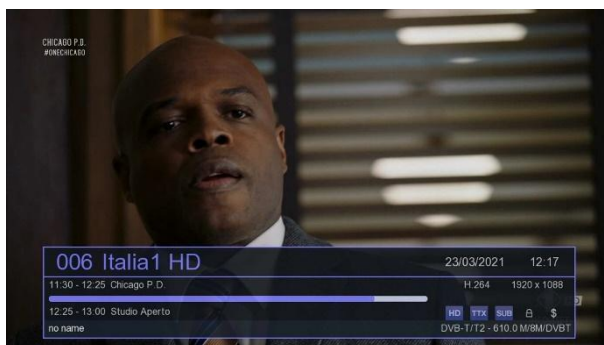 CHICAGO P.D.
#ONECHICAGO
006 Italia1 HD
23/03/2021 12:17
11:30 - 12:25 Chicago P.D.
H.264 1920 x 1088
12:25 - 13:00 Studio Aperto
HD TTX SUB $
no name
DVB-T/T2 - 610.0 M/8M/DVBT